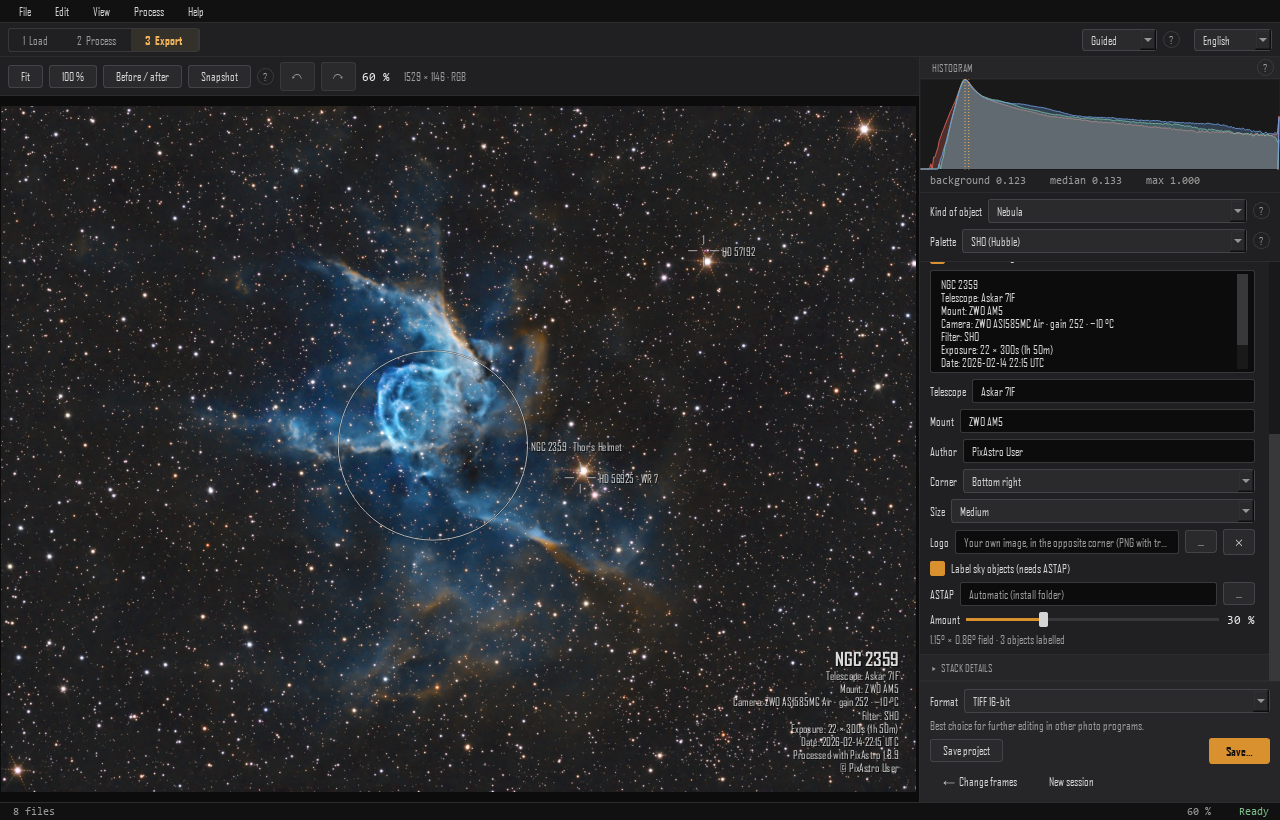 File Edit View Process Help
1 Load 2 Process 3 Export
Guided ? English
Fit 100 % Before / after Snapshot ? 60 % 1529 × 1146 · RGB
HISTOGRAM ?
background 0.123 median 0.133 max 1.000
Kind of object Nebula ?
Palette SHO (Hubble) ?
NGC 2359
Telescope: Askar 71F
Mount: ZWO AM5
Camera: ZWO ASI585MC Air · gain 252 · −10 °C
Filter: SHO
Exposure: 22 × 300s (1h 50m)
Date: 2026-02-14 22:15 UTC
Telescope Askar 71F
Mount ZWO AM5
Author PixAstro User
Corner Bottom right
Size Medium
Logo Your own image, in the opposite corner (PNG with tr... ... ×
Label sky objects (needs ASTAP)
ASTAP Automatic (install folder) ...
Amount 30 %
1.15° × 0.86° field · 3 objects labelled
▸ STACK DETAILS
Format TIFF 16-bit
Best choice for further editing in other photo programs.
Save project Save...
← Change frames New session
HD 57192
NGC 2359 · Thor's Helmet
HD 56925 · WR 7
NGC 2359
Telescope: Askar 71F
Mount: ZWO AM5
Camera: ZWO ASI585MC Air · gain 252 · −10 °C
Filter: SHO
Exposure: 22 × 300s (1h 50m)
Date: 2026-02-14 22:15 UTC
Processed with PixAstro 1.8.9
© PixAstro User
8 files 60 % Ready